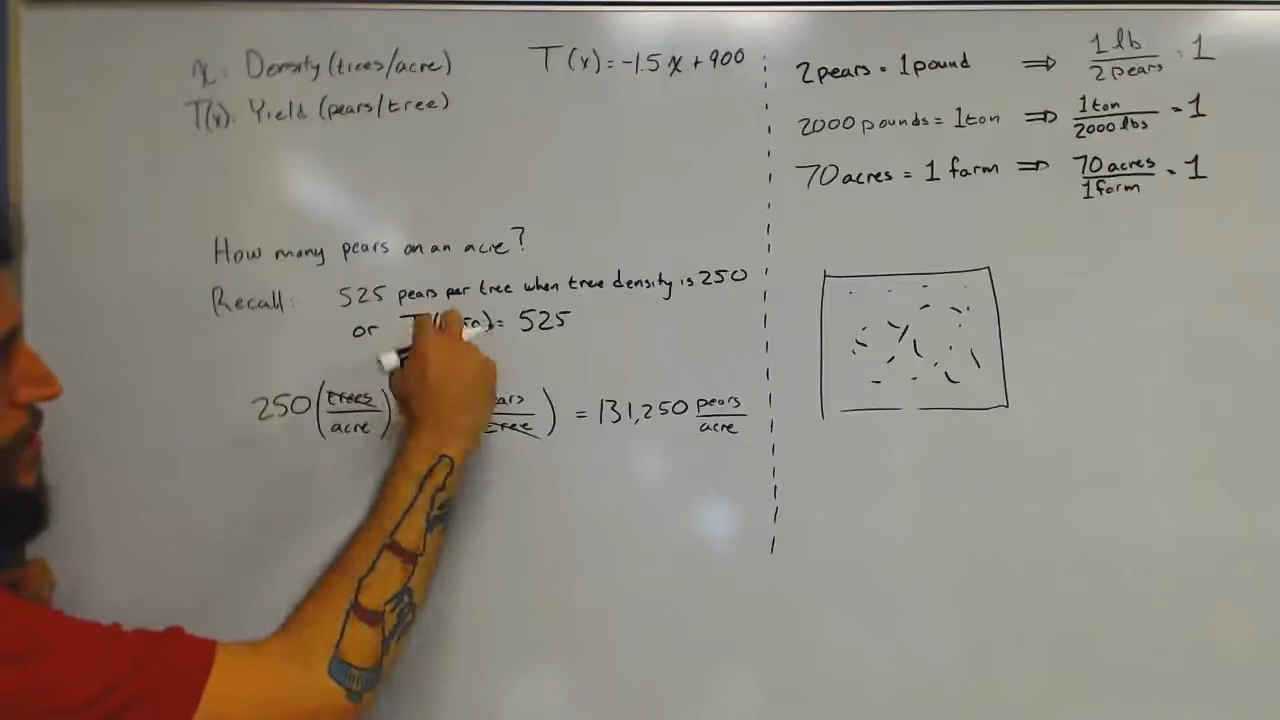 x: Density (trees/acre)
T(x): Yield (pears/tree)
T(x) = -1.5x + 900
How many pears on an acre?
Recall: 525 pears per tree when tree density is 250
or = 525
250 (trees/acre) = 131,250 pears/acre
2 pears = 1 pound ⇒ 1 lb/2 pears = 1
2000 pounds = 1 ton ⇒ 1 ton/2000 lbs = 1
70 acres = 1 farm ⇒ 70 acres/1 farm = 1